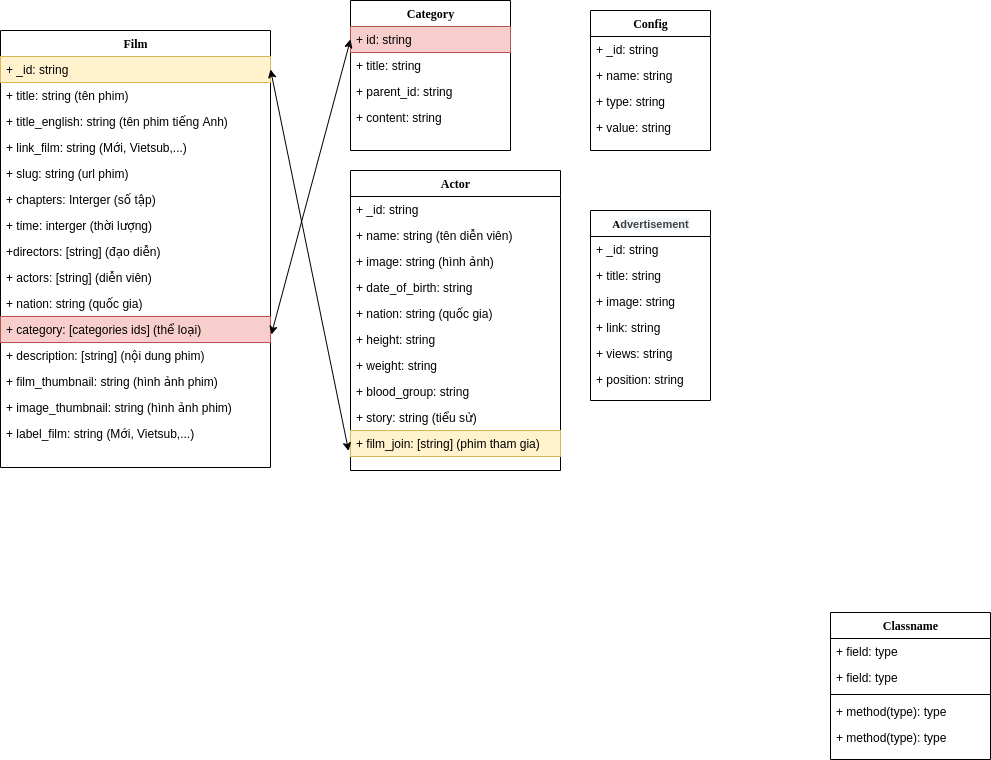 Film
+ _id: string
+ title: string (tên phim)
+ title_english: string (tên phim tiếng Anh)
+ link_film: string (Mới, Vietsub,...)
+ slug: string (url phim)
+ chapters: Interger (số tập)
+ time: interger (thời lượng)
+directors: [string] (đạo diễn)
+ actors: [string] (diễn viên)
+ nation: string (quốc gia)
+ category: [categories ids] (thể loại)
+ description: [string] (nội dung phim)
+ film_thumbnail: string (hình ảnh phim)
+ image_thumbnail: string (hình ảnh phim)
+ label_film: string (Mới, Vietsub,...)
Category
+ id: string
+ title: string
+ parent_id: string
+ content: string
Actor
+ _id: string
+ name: string (tên diễn viên)
+ image: string (hình ảnh)
+ date_of_birth: string
+ nation: string (quốc gia)
+ height: string
+ weight: string
+ blood_group: string
+ story: string (tiểu sử)
+ film_join: [string] (phim tham gia)
Config
+ _id: string
+ name: string
+ type: string
+ value: string
Advertisement
+ _id: string
+ title: string
+ image: string
+ link: string
+ views: string
+ position: string
Classname
+ field: type
+ field: type
+ method(type): type
+ method(type): type